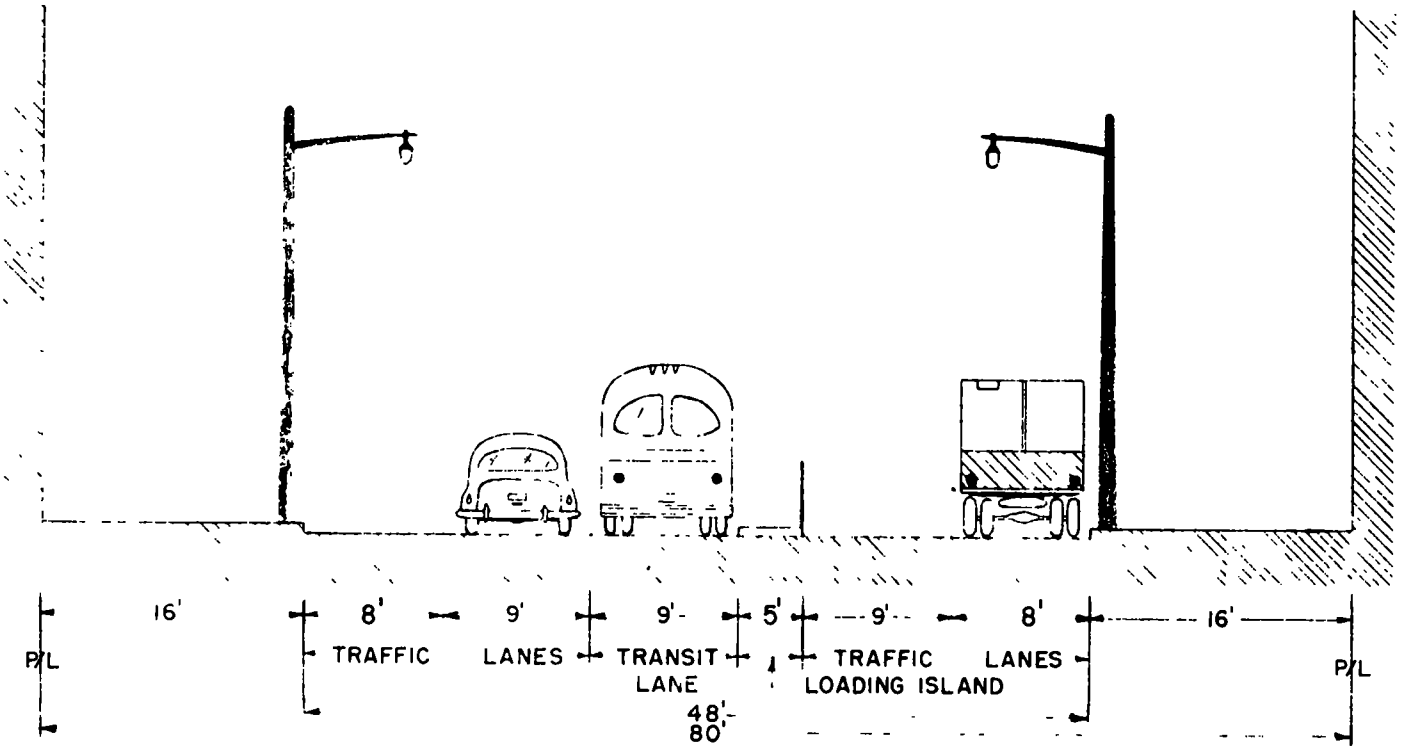 16' 8' 9' 9' 5' 9' 8' 16'
P/L TRAFFIC LANES TRANSIT TRAFFIC LANES P/L
LANE LOADING ISLAND
48'
80'